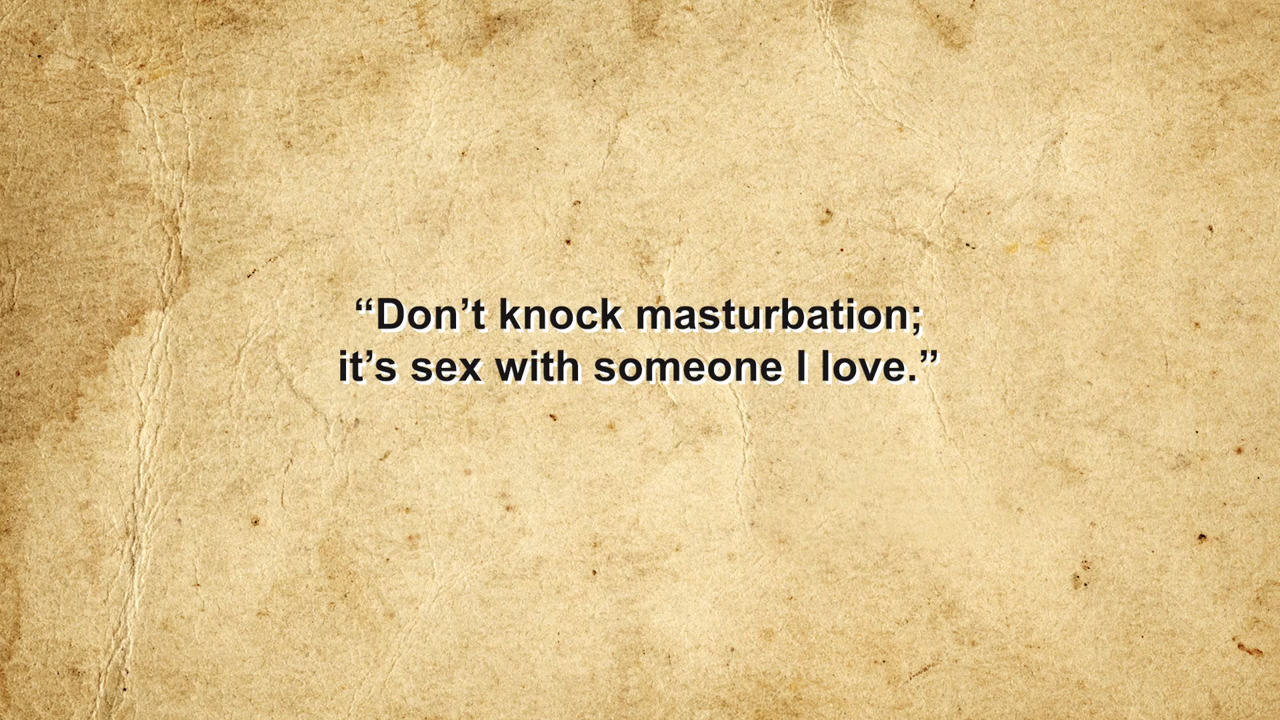 “Don’t knock masturbation;
it’s sex with someone I love.”